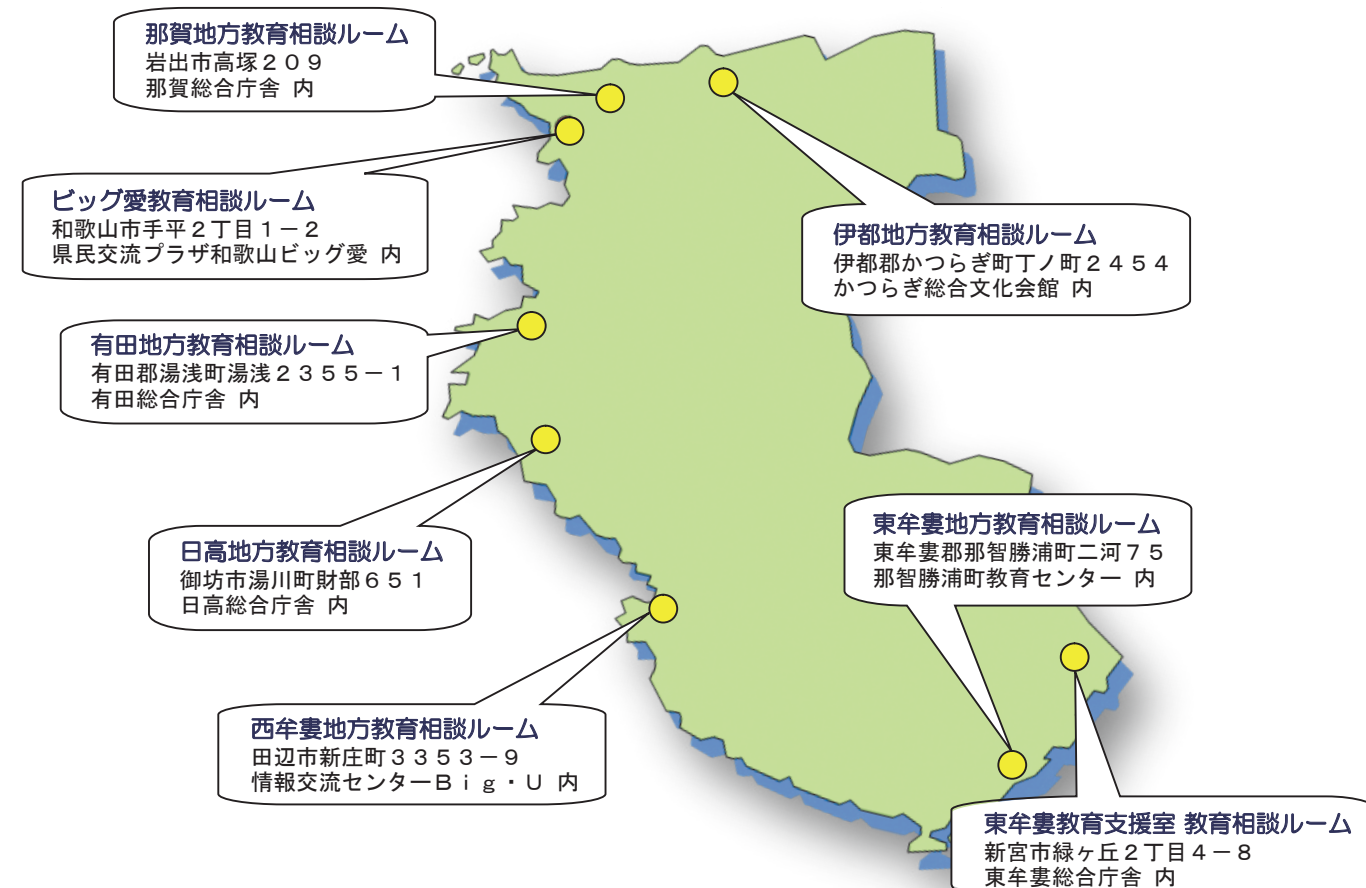 那賀地方教育相談ルーム
岩出市高塚２０９
那賀総合庁舎 内
ビッグ愛教育相談ルーム
和歌山市手平２丁目１－２
県民交流プラザ和歌山ビッグ愛 内
伊都地方教育相談ルーム
伊都郡かつらぎ町丁ノ町２４５４
かつらぎ総合文化会館 内
有田地方教育相談ルーム
有田郡湯浅町湯浅２３５５－１
有田総合庁舎 内
日高地方教育相談ルーム
御坊市湯川町財部６５１
日高総合庁舎 内
東牟婁地方教育相談ルーム
東牟婁郡那智勝浦町二河７５
那智勝浦町教育センター 内
西牟婁地方教育相談ルーム
田辺市新庄町３３５３－９
情報交流センターＢｉｇ・Ｕ 内
東牟婁教育支援室 教育相談ルーム
新宮市緑ヶ丘２丁目４－８
東牟婁総合庁舎 内